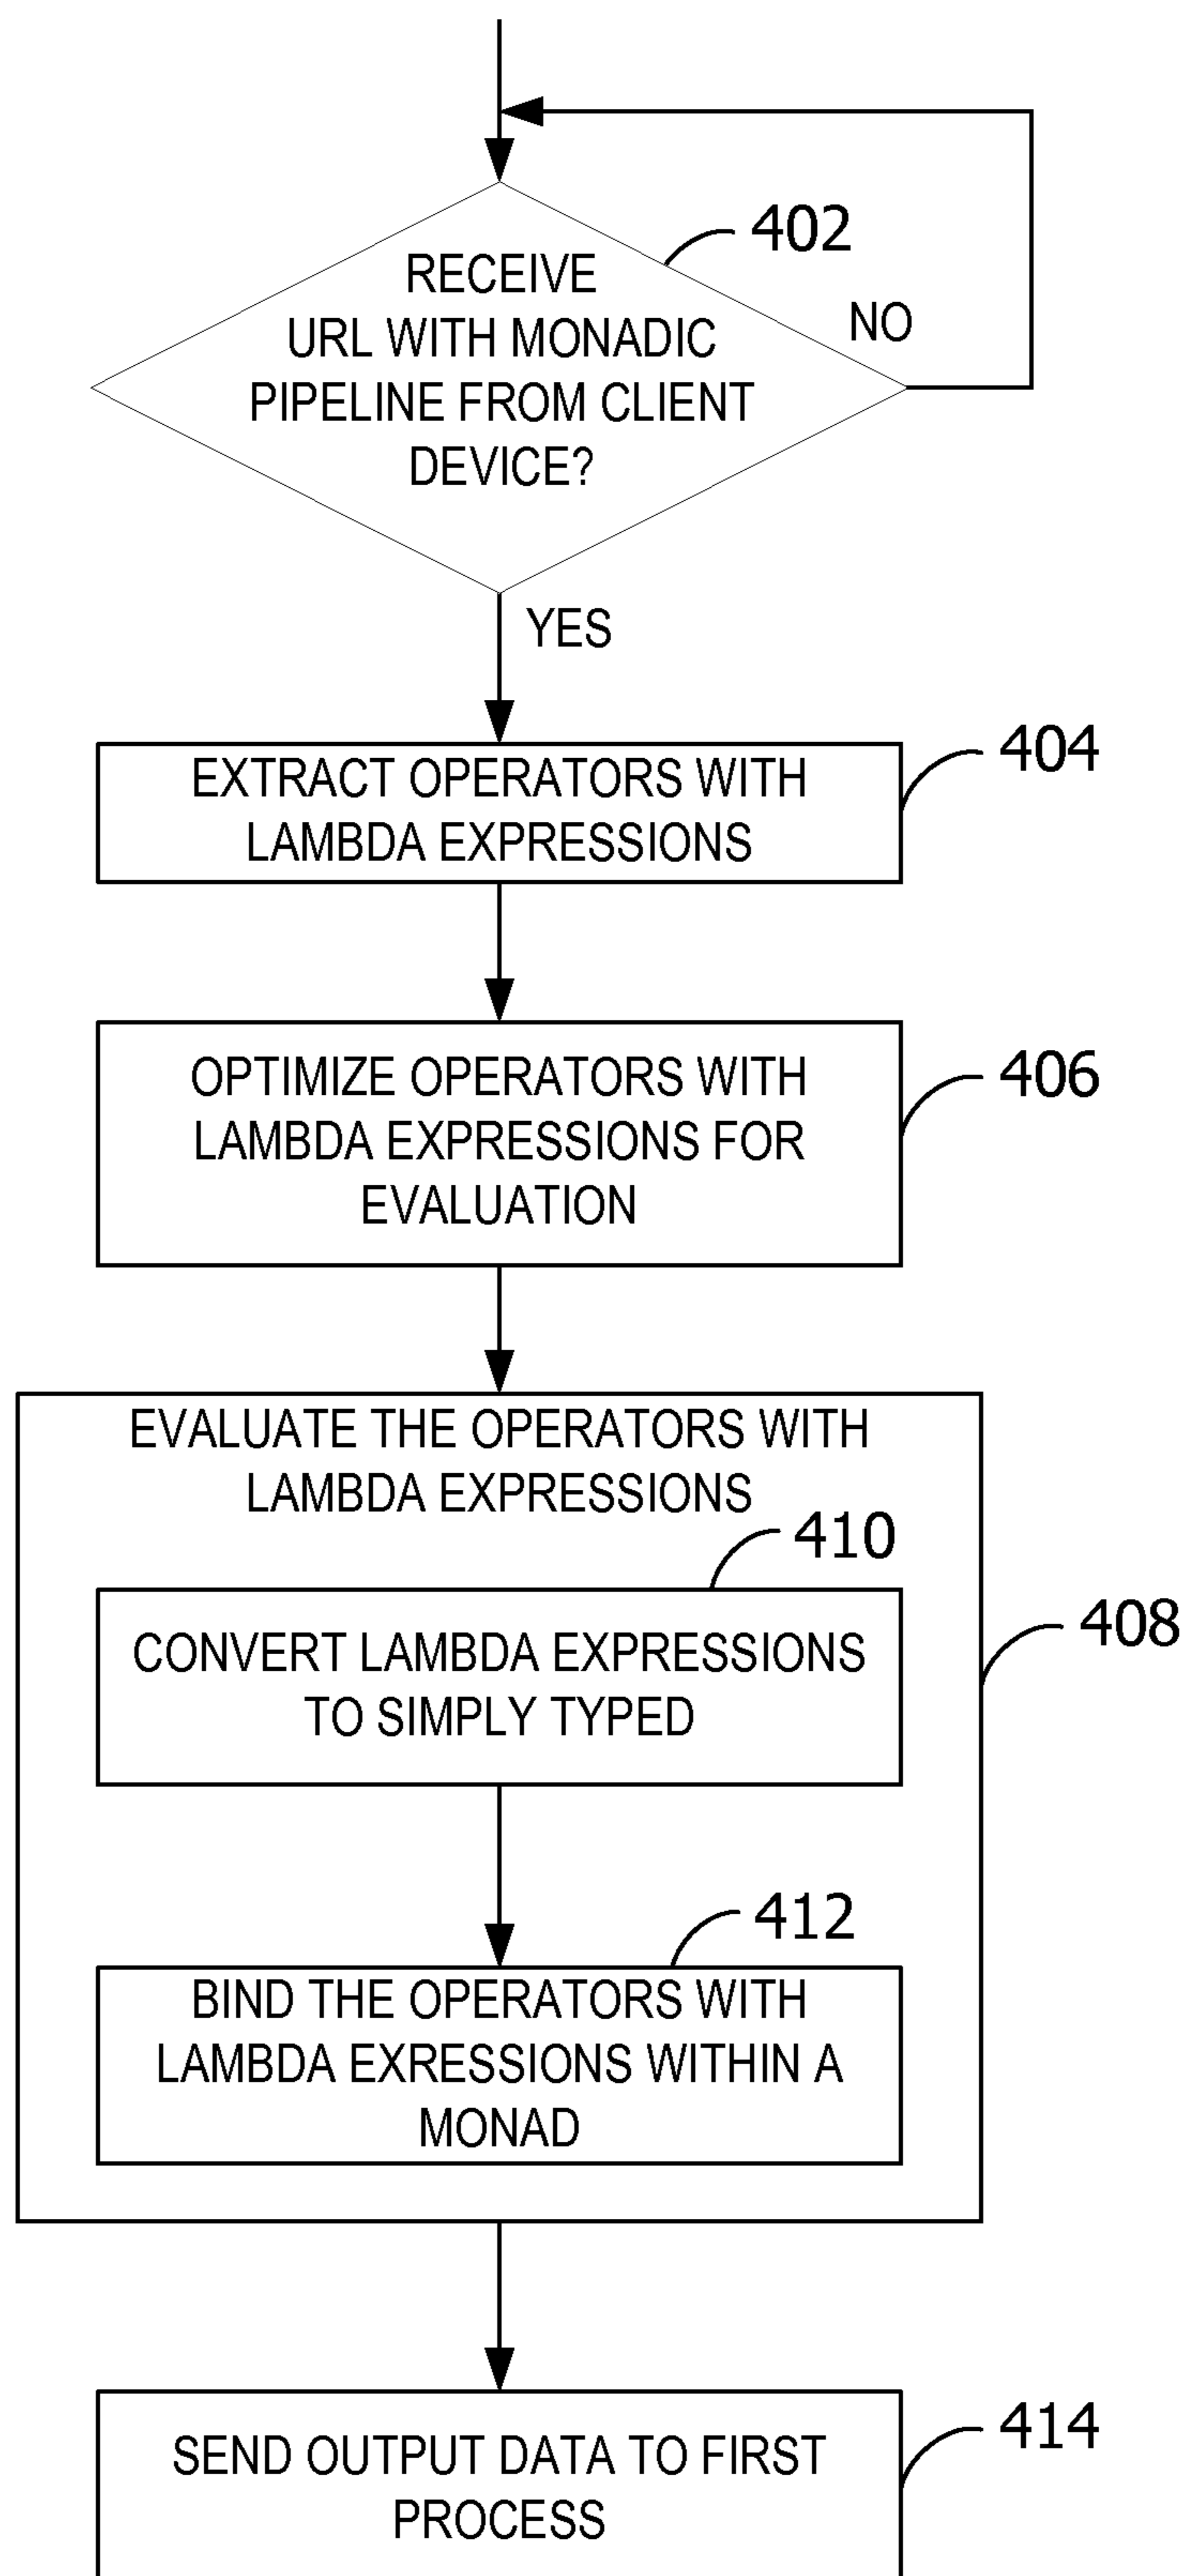 402
RECEIVE
URL WITH MONADIC
PIPELINE FROM CLIENT
DEVICE?
NO
YES
404
EXTRACT OPERATORS WITH
LAMBDA EXPRESSIONS
406
OPTIMIZE OPERATORS WITH
LAMBDA EXPRESSIONS FOR
EVALUATION
EVALUATE THE OPERATORS WITH
LAMBDA EXPRESSIONS
410
408
CONVERT LAMBDA EXPRESSIONS
TO SIMPLY TYPED
412
BIND THE OPERATORS WITH
LAMBDA EXRESSIONS WITHIN A
MONAD
414
SEND OUTPUT DATA TO FIRST
PROCESS